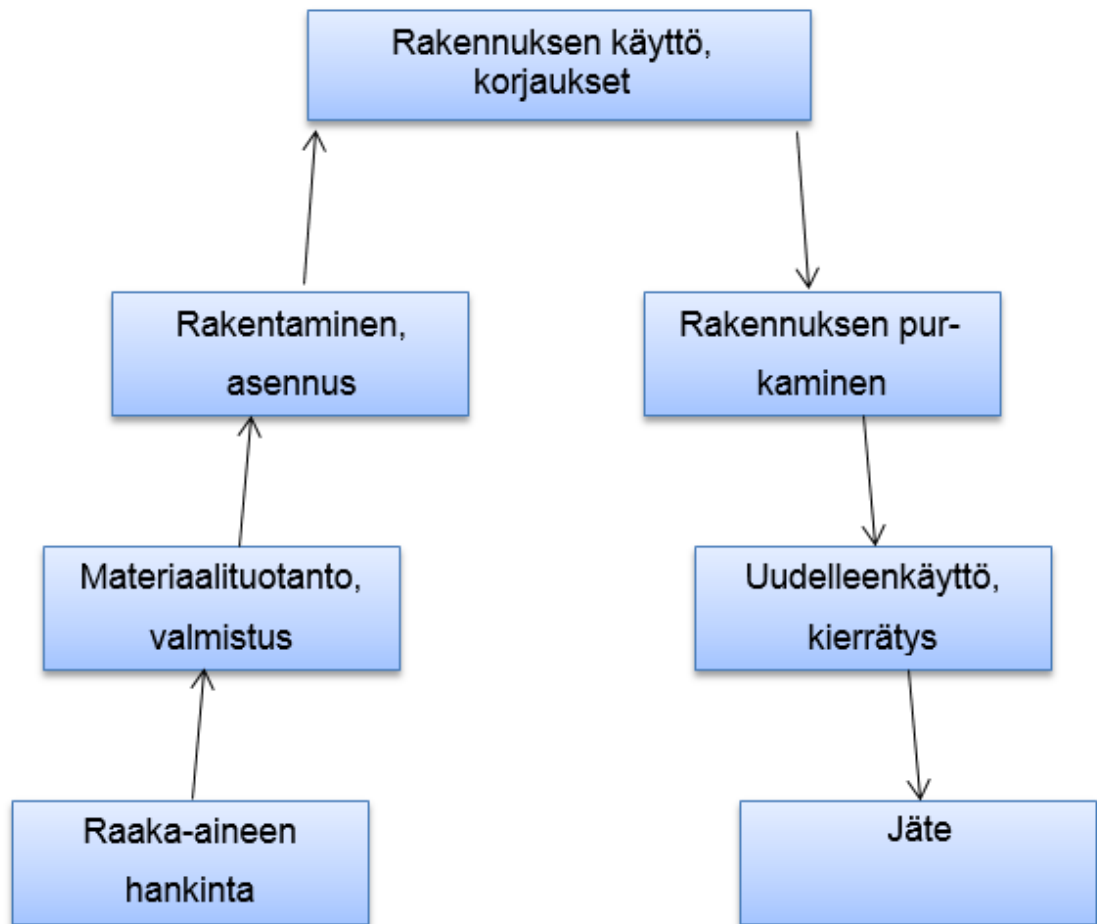 Rakennuksen käyttö,
korjaukset
Rakentaminen,
asennus
Rakennuksen pur-
kaminen
Materiaalituotanto,
valmistus
Uudelleenkäyttö,
kierrätys
Raaka-aineen
hankinta
Jäte